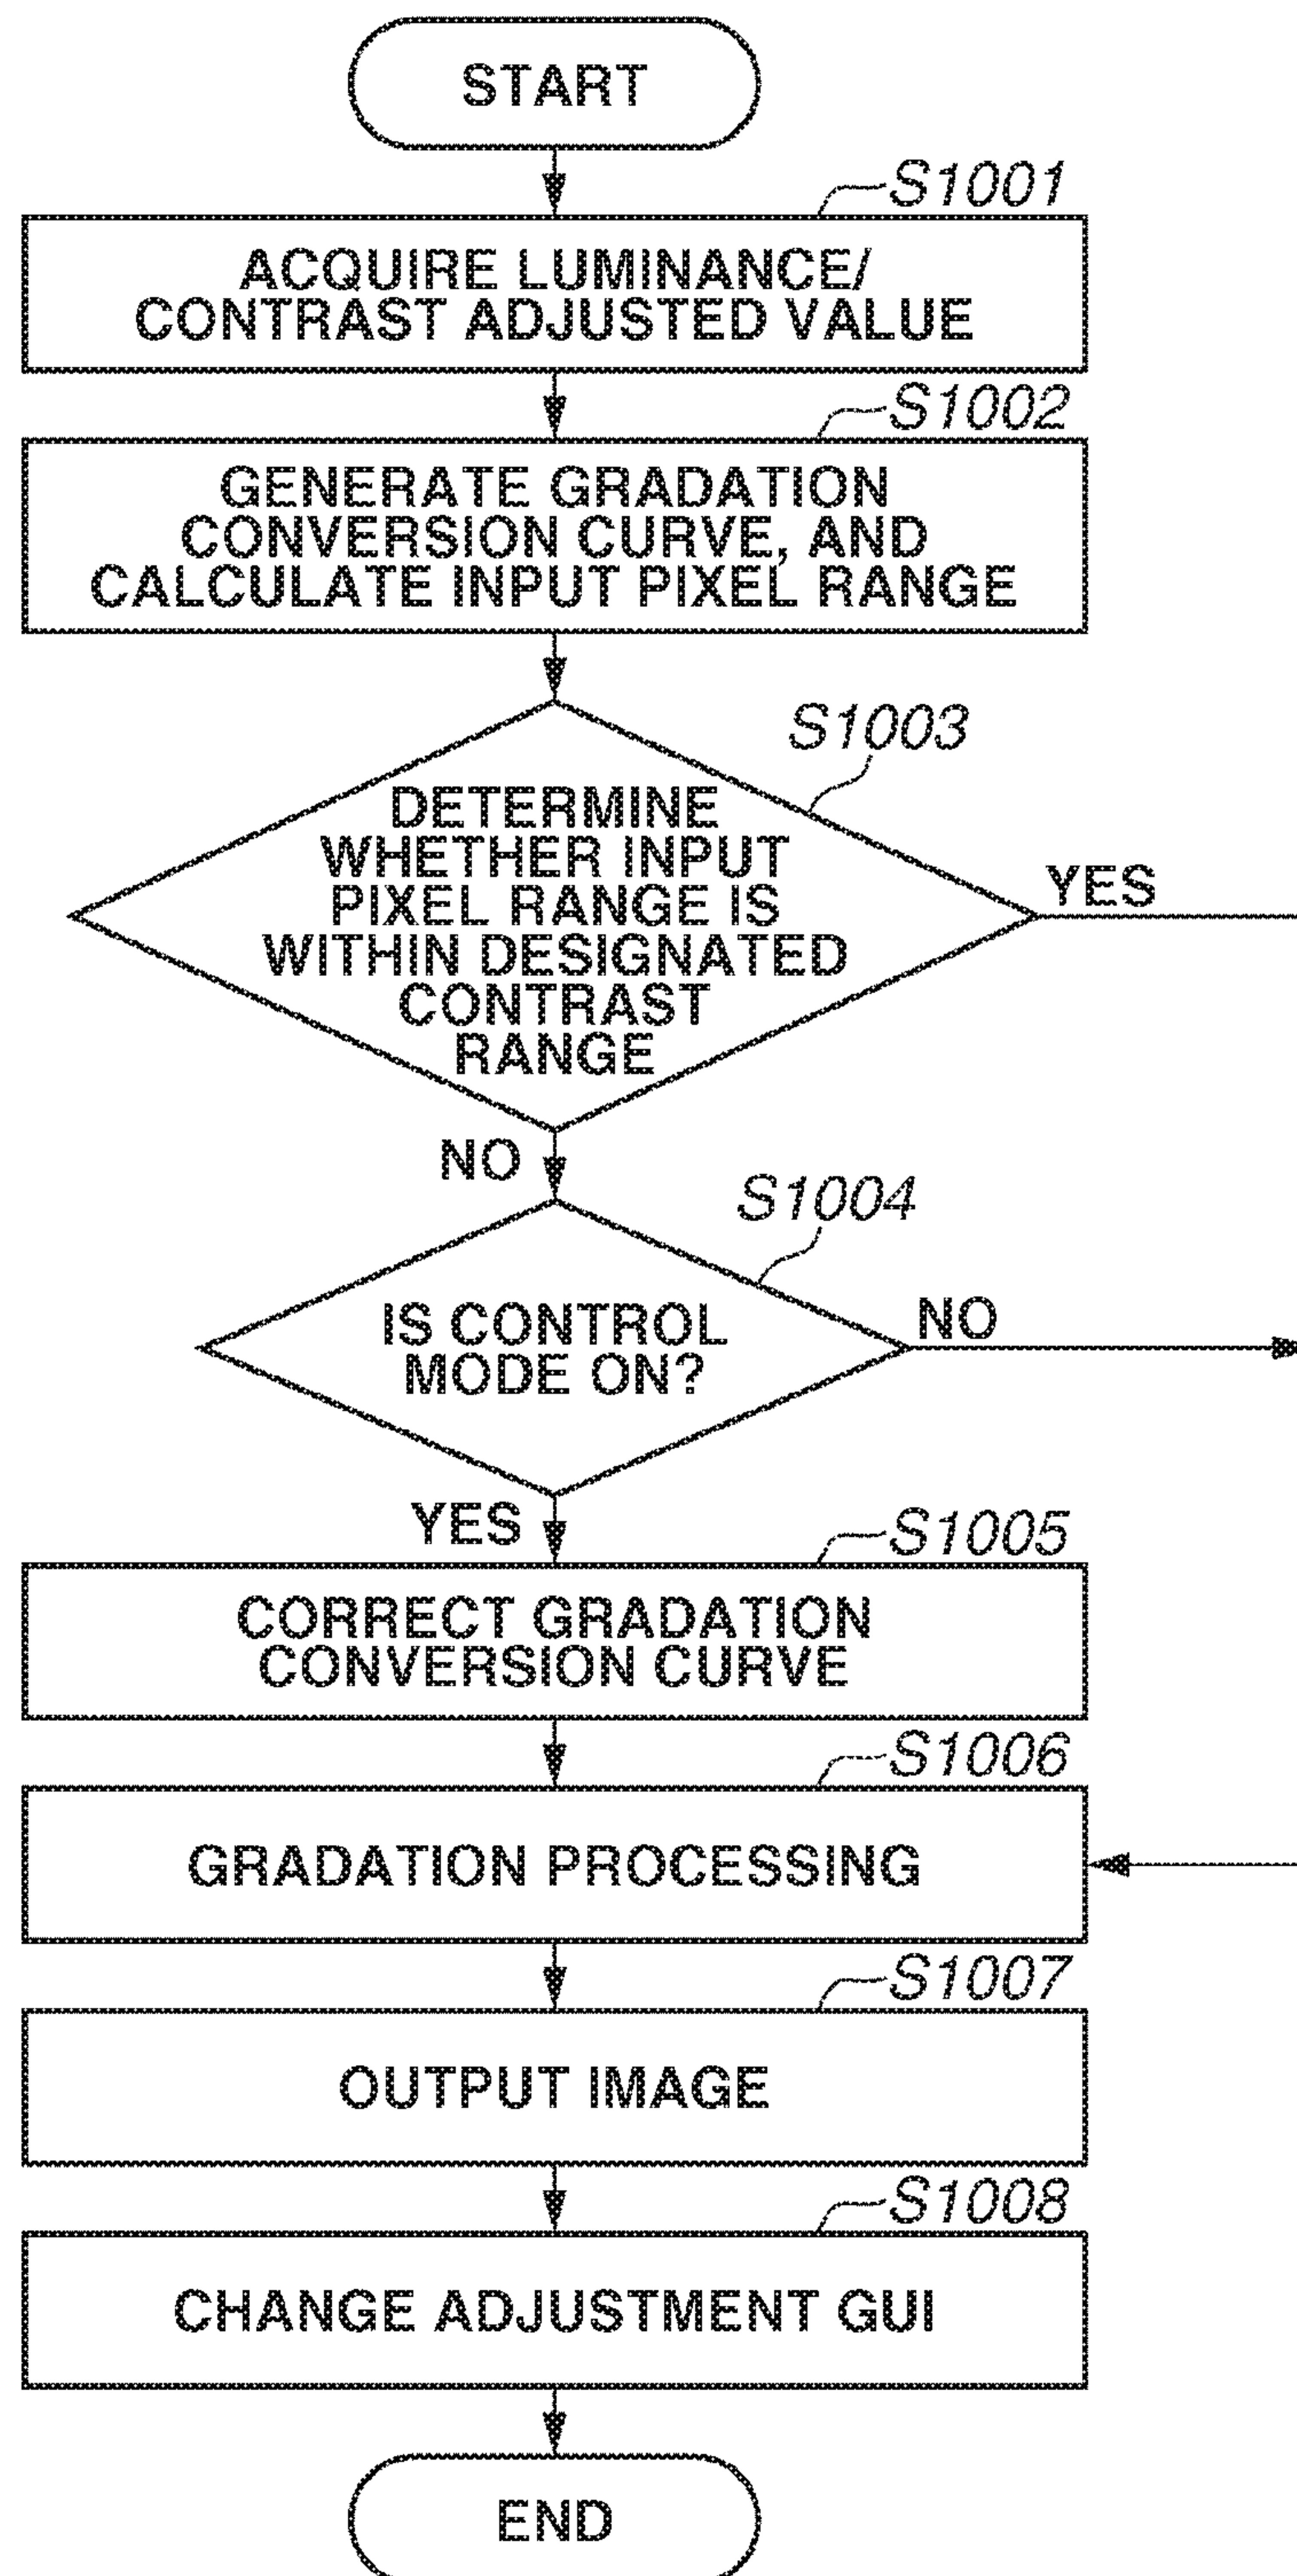 START
S1001
ACQUIRE LUMINANCE/
CONTRAST ADJUSTED VALUE
S1002
GENERATE GRADATION
CONVERSION CURVE, AND
CALCULATE INPUT PIXEL RANGE
S1003
DETERMINE
WHETHER INPUT
PIXEL RANGE IS
WITHIN DESIGNATED
CONTRAST
RANGE
YES
NO
S1004
IS CONTROL
MODE ON?
NO
YES
S1005
CORRECT GRADATION
CONVERSION CURVE
S1006
GRADATION PROCESSING
S1007
OUTPUT IMAGE
S1008
CHANGE ADJUSTMENT GUI
END